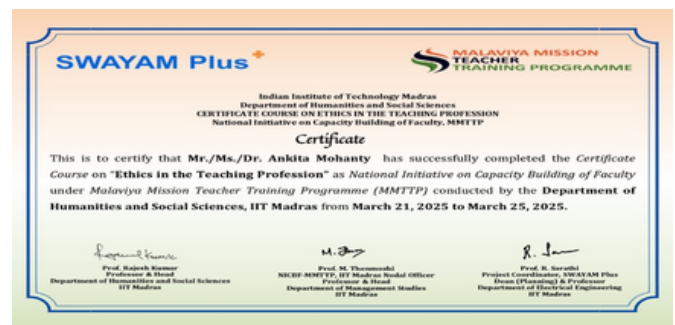 SWAYAM Plus+
MALAVIYA MISSION
TEACHER
TRAINING PROGRAMME
Indian Institute of Technology Madras
Department of Humanities and Social Sciences
CERTIFICATE COURSE ON ETHICS IN THE TEACHING PROFESSION
National Initiative on Capacity Building of Faculty, MMTTP
Certificate
This is to certify that Mr./Ms./Dr. Ankita Mohanty has successfully completed the Certificate
Course on "Ethics in the Teaching Profession" as National Initiative on Capacity Building of Faculty
under Malaviya Mission Teacher Training Programme (MMTTP) conducted by the Department of
Humanities and Social Sciences, IIT Madras from March 21, 2025 to March 25, 2025.
Prof. Rajesh Kumar
Professor & Head
Department of Humanities and Social Sciences
IIT Madras
Prof. M. Thenmozhi
NICBF-MMTTP, IIT Madras Nodal Officer
Professor & Head
Department of Management Studies
IIT Madras
Prof. R. Sarathi
Project Coordinator, SWAYAM Plus
Dean (Planning) & Professor
Department of Electrical Engineering
IIT Madras